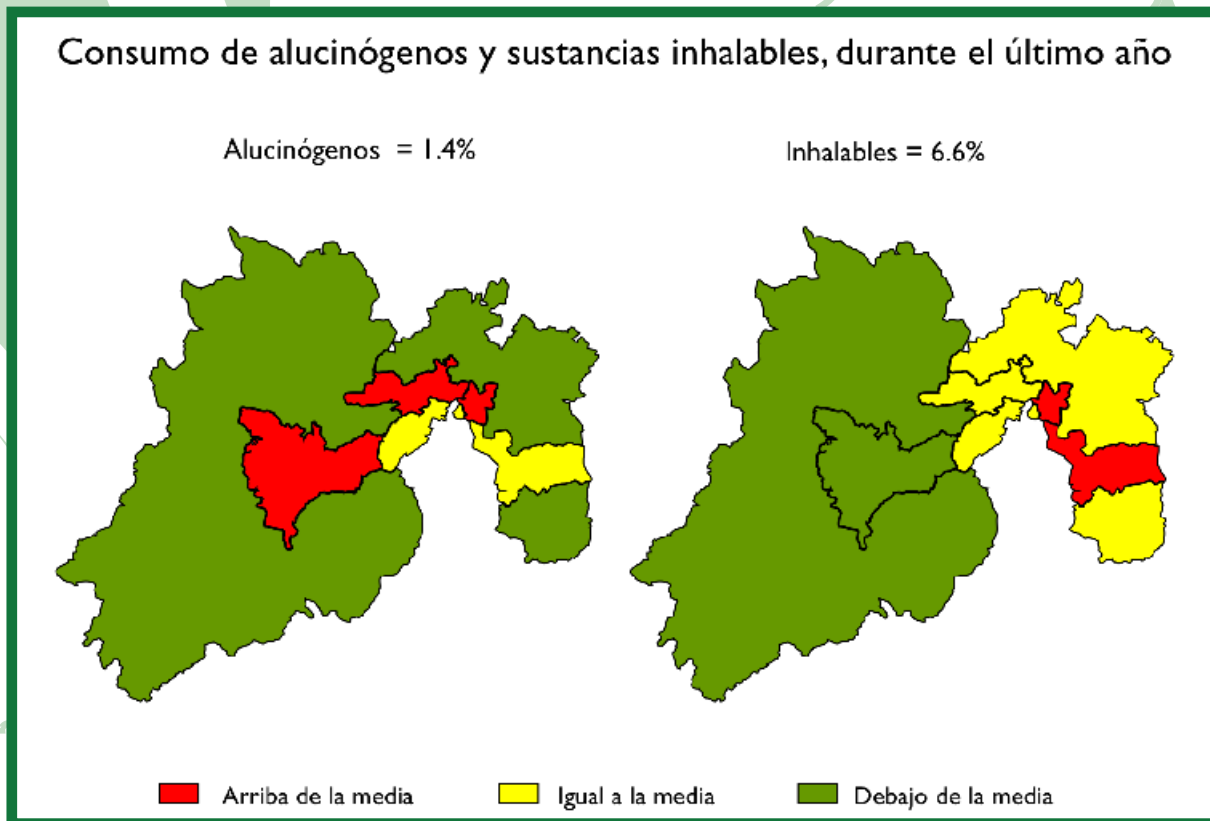 Consumo de alucinógenos y sustancias inhalables, durante el último año
Alucinógenos = 1.4%
Inhalables = 6.6%
Arriba de la media
Igual a la media
Debajo de la media